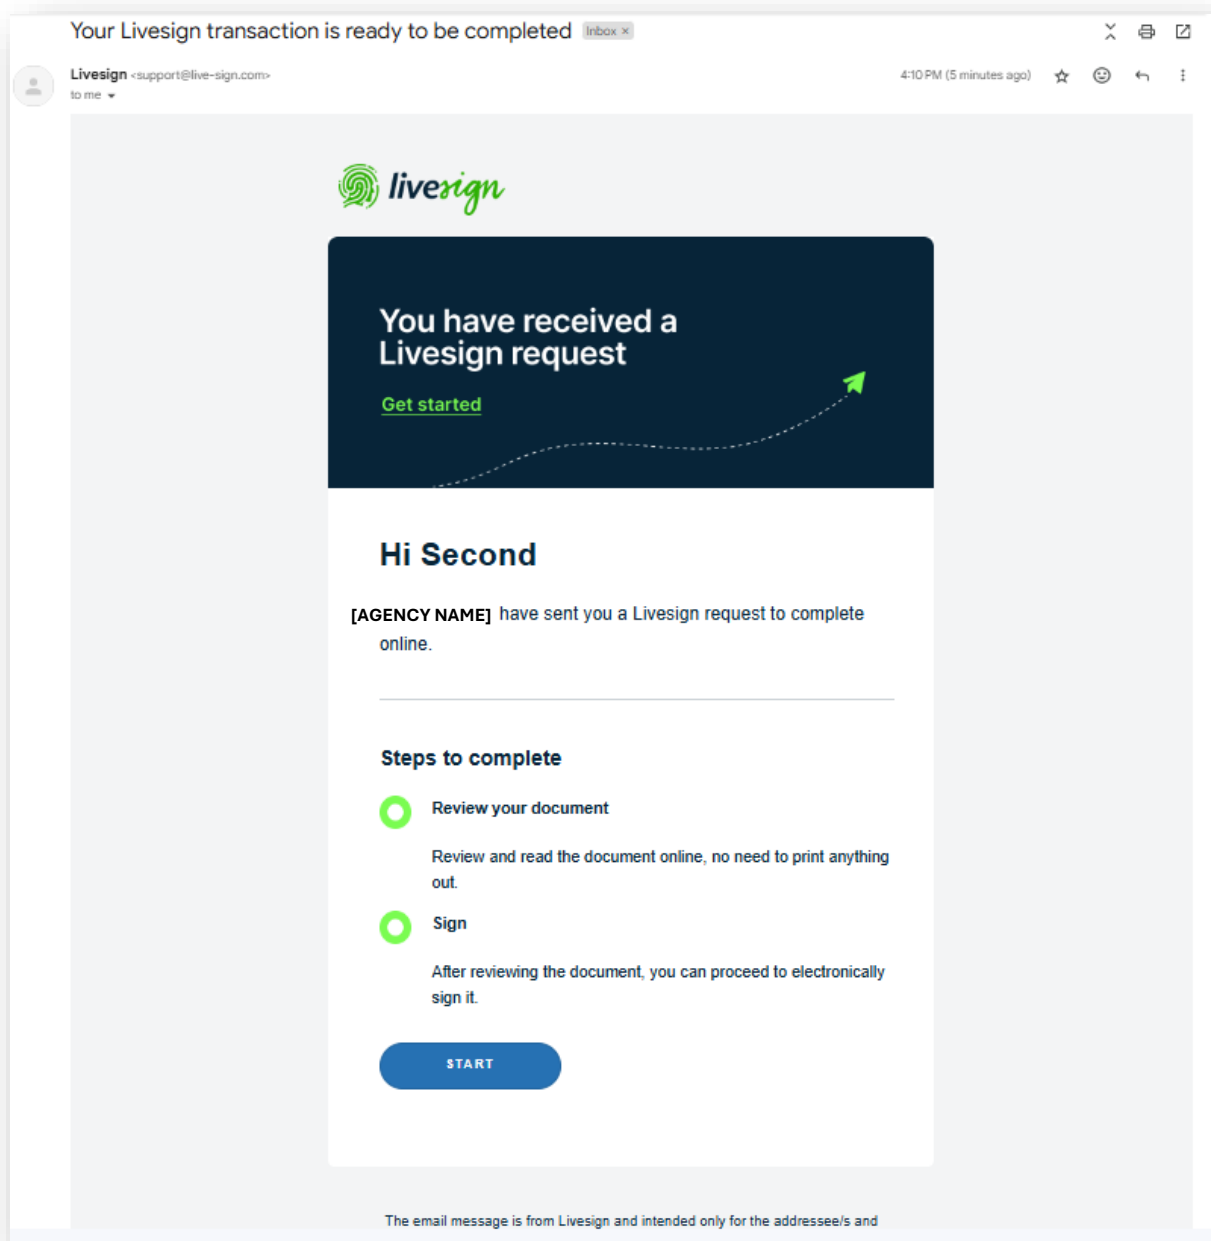 Your Livesign transaction is ready to be completed Inbox ×
Livesign <support@live-sign.com> 4:10 PM (5 minutes ago)
to me
livesign
You have received a
Livesign request
Get started
Hi Second
[AGENCY NAME] have sent you a Livesign request to complete
online.
Steps to complete
Review your document
Review and read the document online, no need to print anything
out.
Sign
After reviewing the document, you can proceed to electronically
sign it.
START
The email message is from Livesign and intended only for the addressee/s and